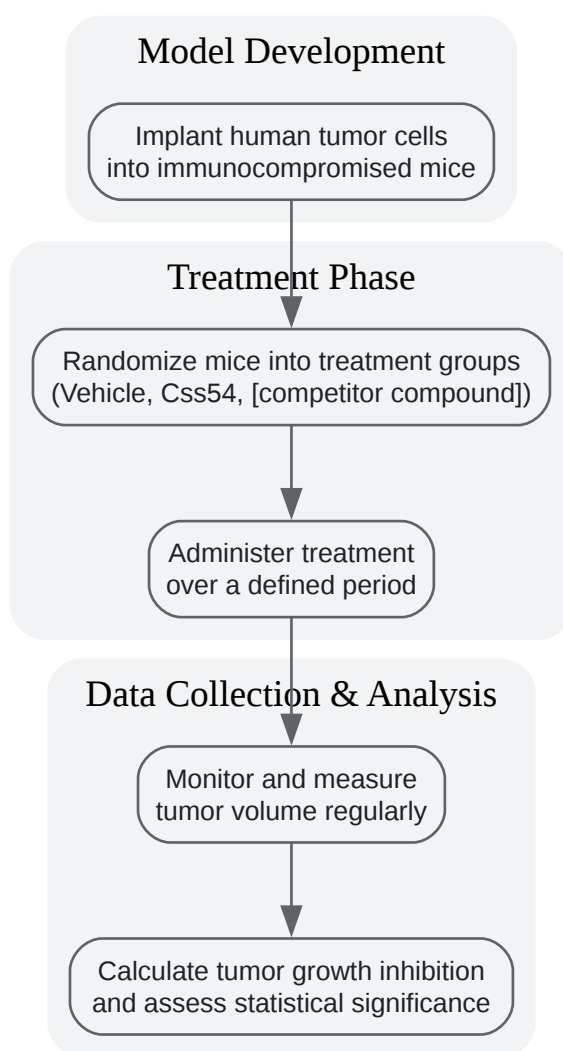 Model Development
Implant human tumor cells
into immunocompromised mice
Treatment Phase
Randomize mice into treatment groups
(Vehicle, Css54, [competitor compound])
Administer treatment
over a defined period
Data Collection & Analysis
Monitor and measure
tumor volume regularly
Calculate tumor growth inhibition
and assess statistical significance